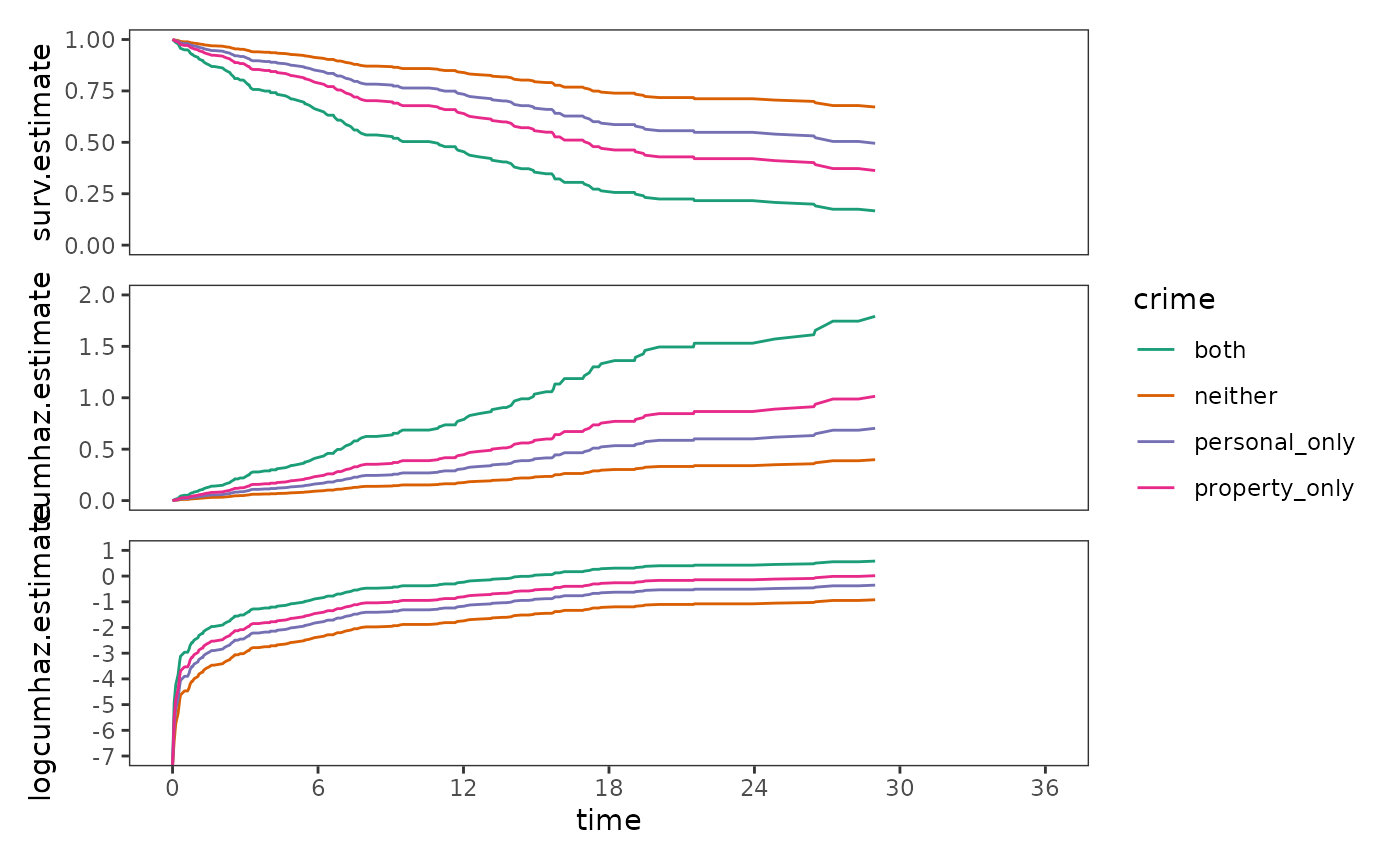 surv.estimate
1.00
0.75
0.50
0.25
0.00
cumhaz.estimate
2.0
1.5
1.0
0.5
0.0
logcumhaz.estimate
1
0
-1
-2
-3
-4
-5
-6
-7
0 6 12 18 24 30 36
time
crime
both
neither
personal_only
property_only